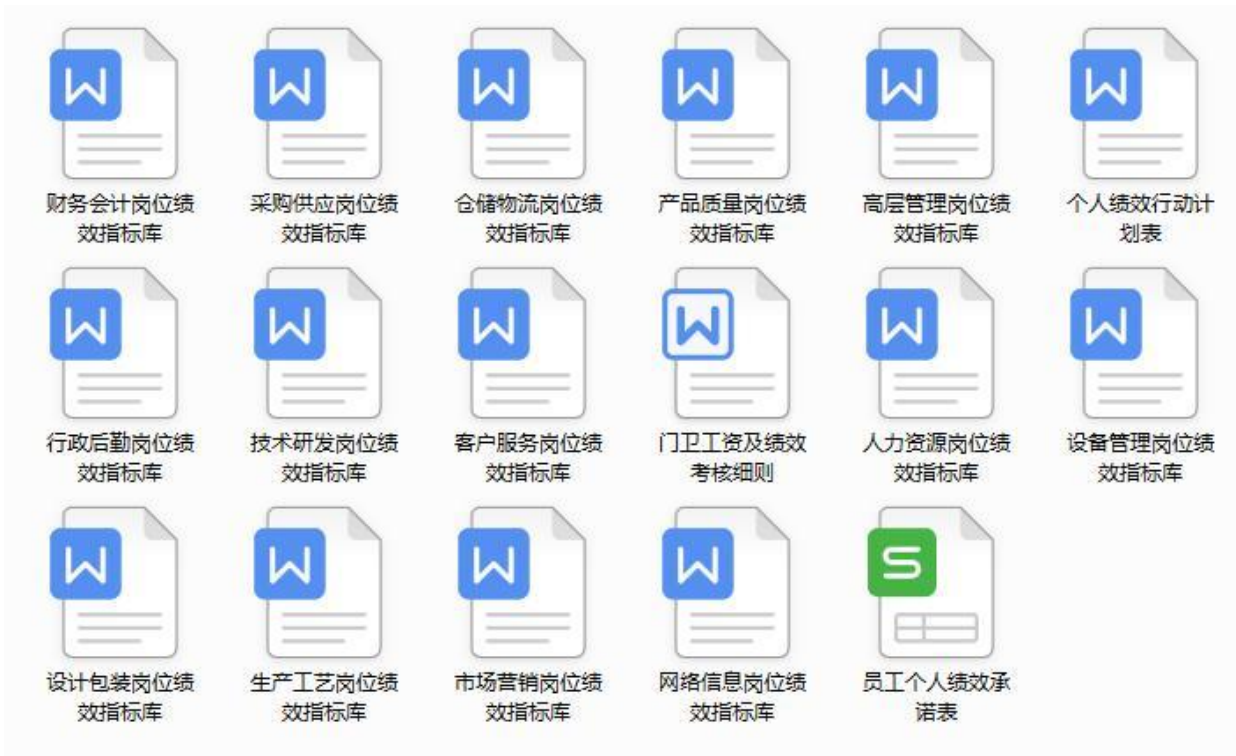 财务会计岗位绩
效指标库
采购供应岗位绩
效指标库
仓储物流岗位绩
效指标库
产品质量岗位绩
效指标库
高层管理岗位绩
效指标库
个人绩效行动计
划表
行政后勤岗位绩
效指标库
技术研发岗位绩
效指标库
客户服务岗位绩
效指标库
门卫工资及绩效
考核细则
人力资源岗位绩
效指标库
设备管理岗位绩
效指标库
设计包装岗位绩
效指标库
生产工艺岗位绩
效指标库
市场营销岗位绩
效指标库
网络信息岗位绩
效指标库
员工个人绩效承
诺表